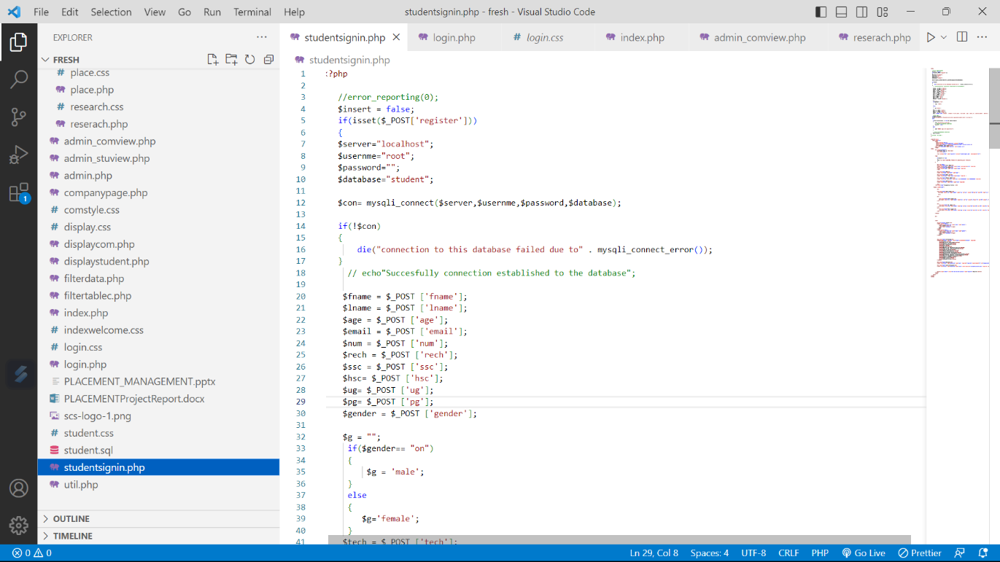 File Edit Selection View Go Run Terminal Help studentsignin.php - fresh - Visual Studio Code
EXPLORER
FRESH
place.css
place.php
research.css
reserach.php
admin_comview.php
admin_stuview.php
admin.php
companypage.php
comstyle.css
display.css
displaycom.php
displaystudent.php
filterdata.php
filtertablec.php
index.php
indexwelcome.css
login.css
login.php
PLACEMENT_MANAGEMENT.pptx
PLACEMENTProjectReport.docx
scs-logo-1.png
student.css
student.sql
studentsignin.php
util.php
OUTLINE
TIMELINE
1
studentsignin.php login.php login.css index.php admin_comview.php reserach.php
studentsignin.php
1 :?php
2
3 //error_reporting(0);
4 $insert = false;
5 if(isset($_POST['register']))
6 {
7 $server="localhost";
8 $usernme="root";
9 $password="";
10 $database="student";
11
12 $con= mysqli_connect($server,$usernme,$password,$database);
13
14 if(!$con)
15 {
16 die("connection to this database failed due to" . mysqli_connect_error());
17 }
18 // echo"Succesfully connection established to the database";
19
20 $fname = $_POST ['fname'];
21 $lname = $_POST ['lname'];
22 $age = $_POST ['age'];
23 $email = $_POST ['email'];
24 $num = $_POST ['num'];
25 $rech = $_POST ['rech'];
26 $ssc = $_POST ['ssc'];
27 $hsc= $_POST ['hsc'];
28 $ug= $_POST ['ug'];
29 $pg= $_POST ['pg'];
30 $gender = $_POST ['gender'];
31
32 $g = "";
33 if($gender== "on")
34 {
35 $g = 'male';
36 }
37 else
38 {
39 $g='female';
40 }
41 $tech = $_POST ['tech'];
0 0 Ln 29, Col 8 Spaces: 4 UTF-8 CRLF PHP Go Live Prettier